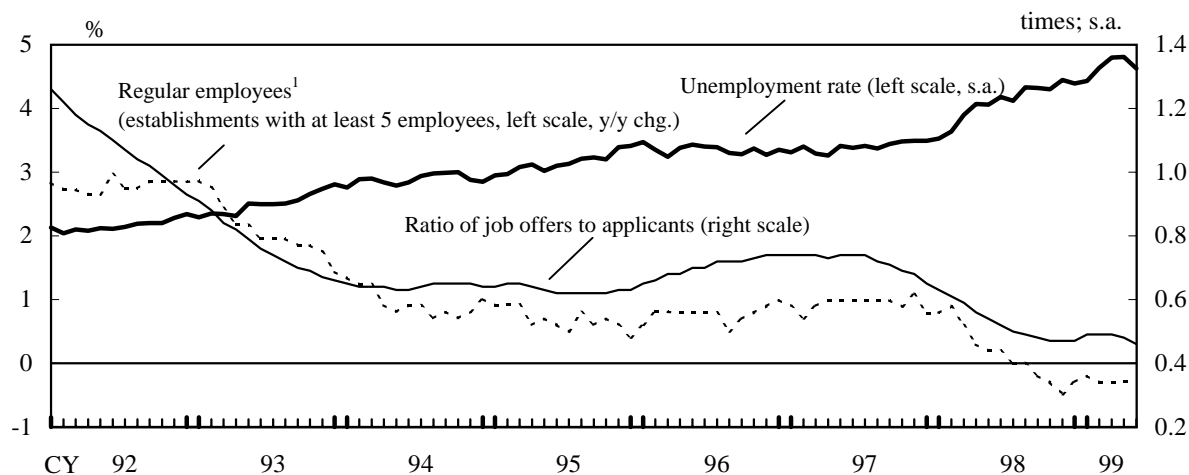 %
times; s.a.
5
4
3
2
1
0
-1
1.4
1.2
1.0
0.8
0.6
0.4
0.2
Regular employees¹
(establishments with at least 5 employees, left scale, y/y chg.)
Unemployment rate (left scale, s.a.)
Ratio of job offers to applicants (right scale)
CY 92 93 94 95 96 97 98 99